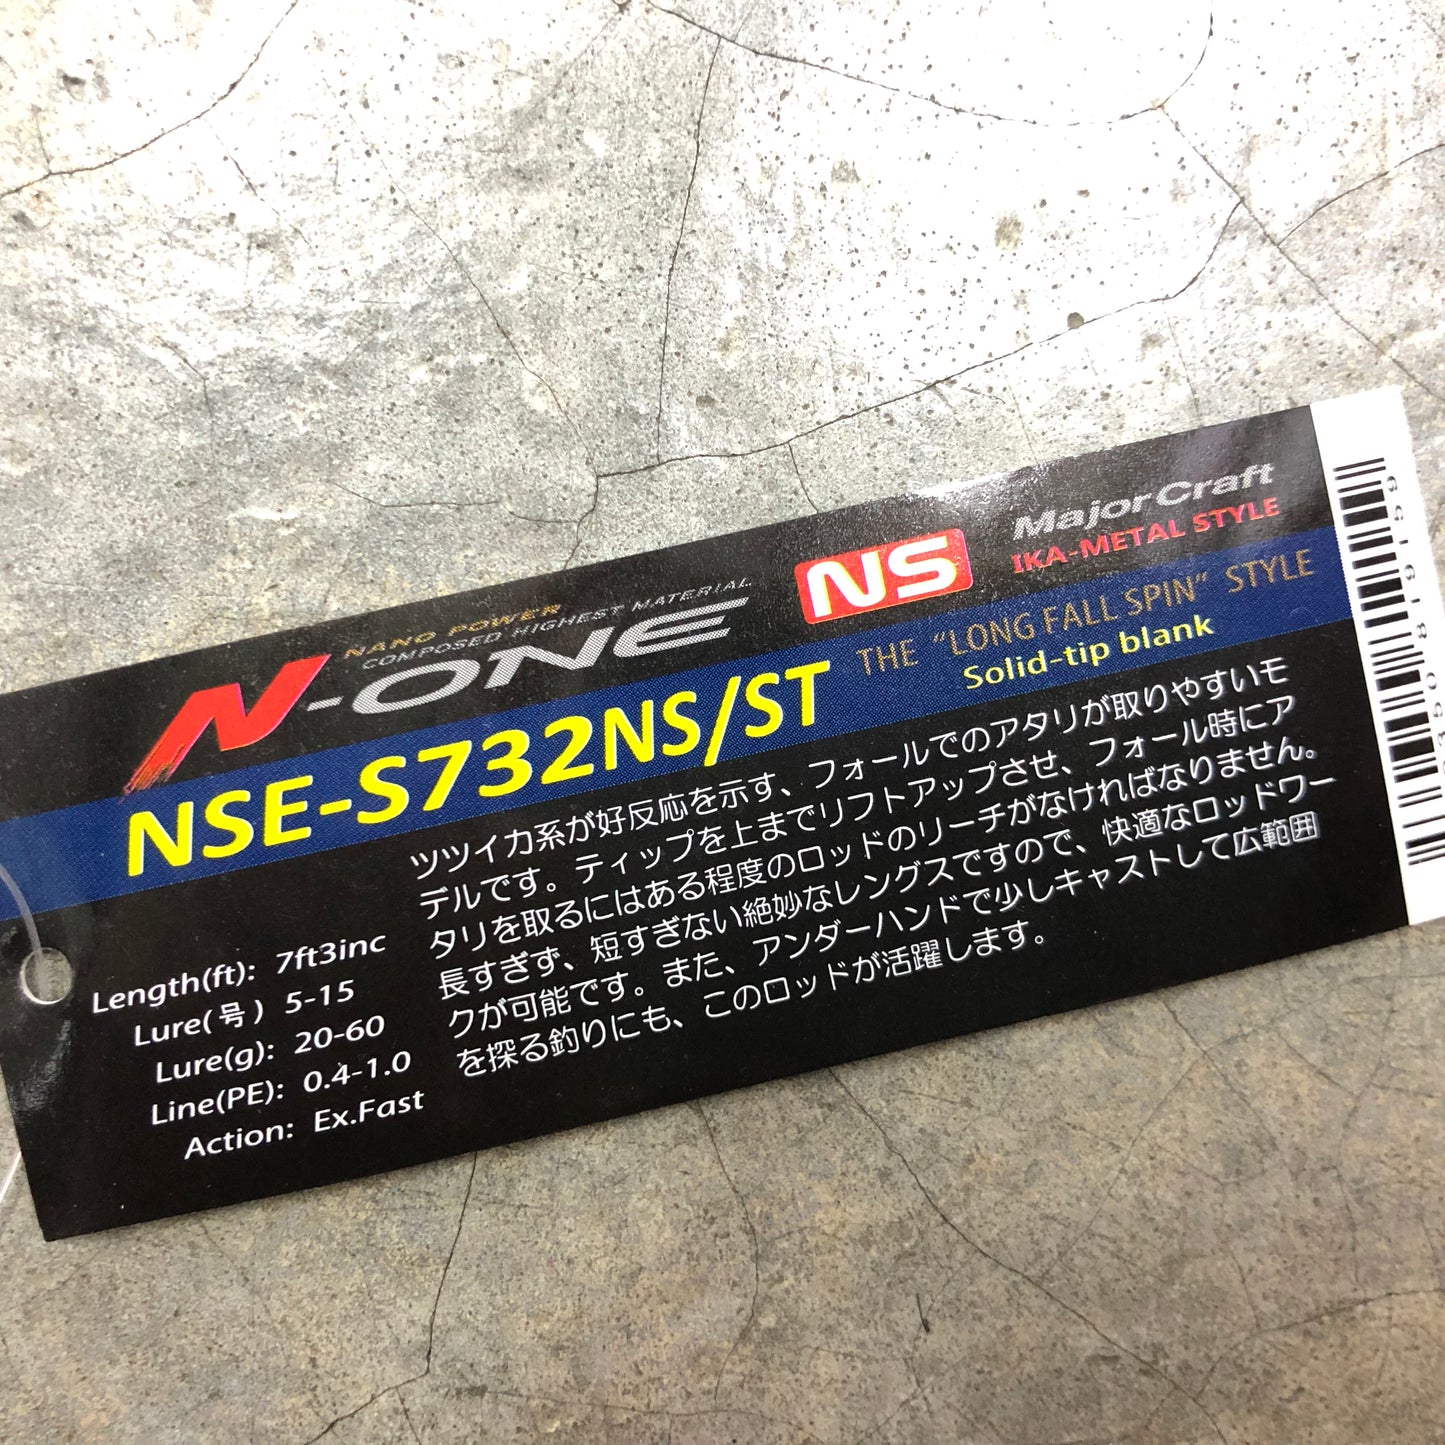 NANO POWER
COMPOSED HIGHEST MATERIAL
N-ONE
NS
MajorCraft
IKA-METAL STYLE
NSE-S732NS/ST
THE "LONG FALL SPIN" STYLE
Solid-tip blank
Length(ft): 7ft3inc
Lure(号) 5-15
Lure(g): 20-60
Line(PE): 0.4-1.0
Action: Ex.Fast
ツツイカ系が好反応を示す、フォールでのアタリが取りやすいモ
デルです。ティップを上までリフトアップさせ、フォール時にア
タリを取るにはある程度のロッドのリーチがなければなりません。
長すぎず、短すぎない絶妙なレングスですので、快適なロッドワー
クが可能です。また、アンダーハンドで少しキャストして広範囲
を探る釣りにも、このロッドが活躍します。